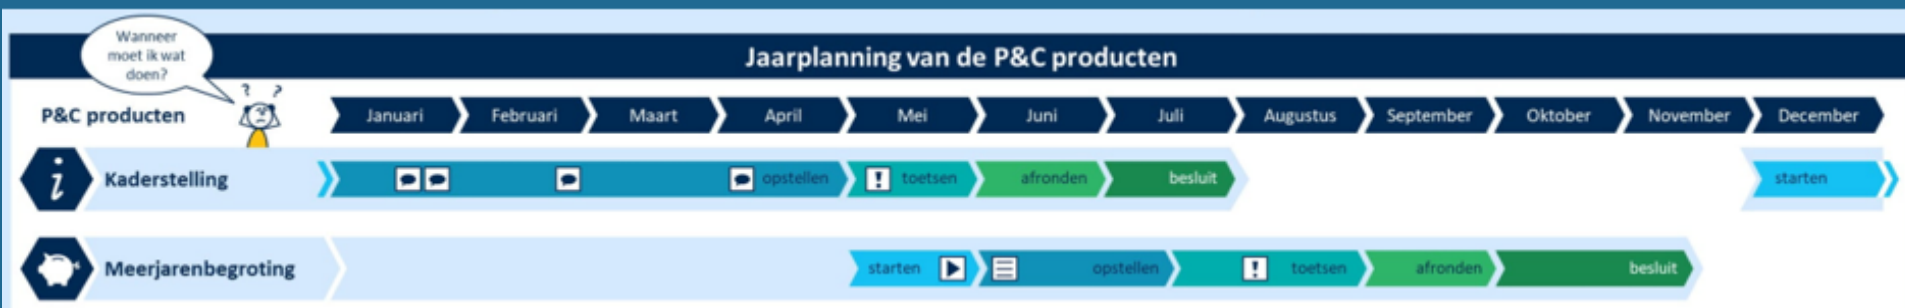 Wanneer
moet ik wat
doen?
Jaarplanning van de P&C producten
? ?
P&C producten Januari Februari Maart April Mei Juni Juli Augustus September Oktober November December
i Kaderstelling opstellen ! toetsen afronden besluit starten
Meerjarenbegroting starten opstellen ! toetsen afronden besluit